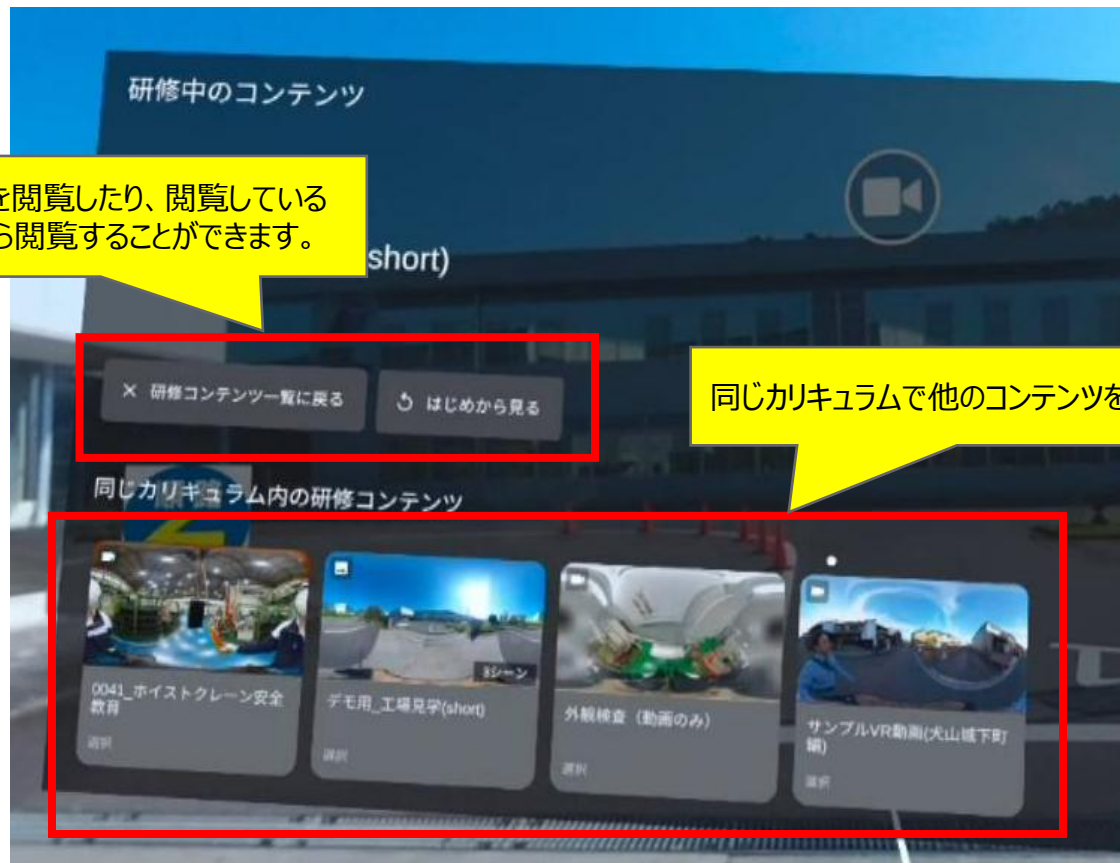 研修中のコンテンツ
を閲覧したり、閲覧している
ら閲覧することができます。
short)
× 研修コンテンツ一覧に戻る
はじめから見る
同じカリキュラムで他のコンテンツを
同じカリキュラム内の研修コンテンツ
0041_ホイストクレーン安全
教育
選択
8シーン
デモ用_工場見学(short)
選択
外観検査（動画のみ）
選択
サンプルVR動画(犬山城下町
編)
選択